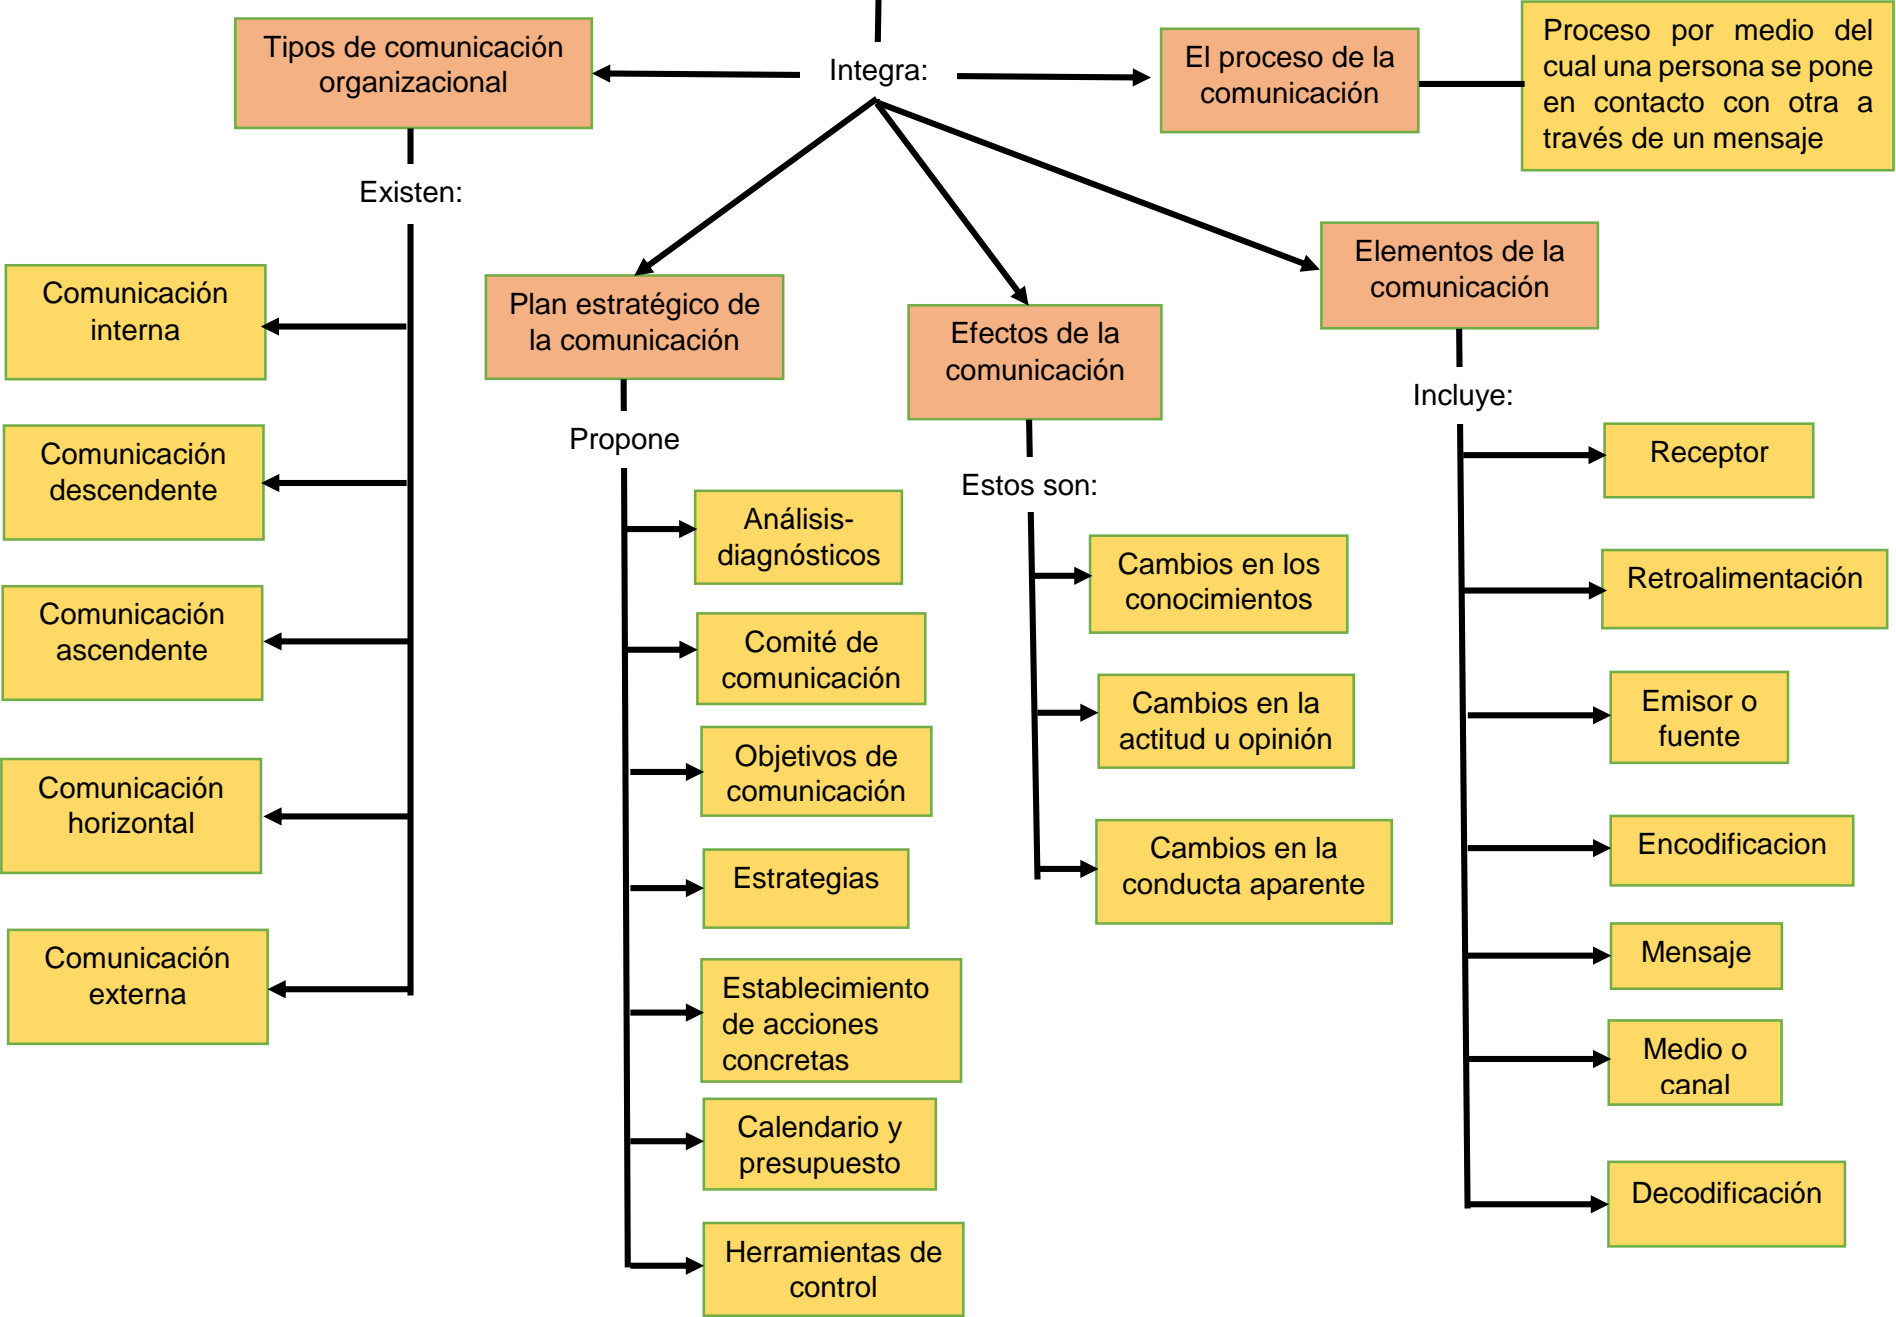 Tipos de comunicación
organizacional
Integra:
El proceso de la
comunicación
Proceso por medio del
cual una persona se pone
en contacto con otra a
través de un mensaje
Existen:
Comunicación
interna
Comunicación
descendente
Comunicación
ascendente
Comunicación
horizontal
Comunicación
externa
Plan estratégico de
la comunicación
Propone
Análisis-
diagnósticos
Comité de
comunicación
Objetivos de
comunicación
Estrategias
Establecimiento
de acciones
concretas
Calendario y
presupuesto
Herramientas de
control
Efectos de la
comunicación
Estos son:
Cambios en los
conocimientos
Cambios en la
actitud u opinión
Cambios en la
conducta aparente
Elementos de la
comunicación
Incluye:
Receptor
Retroalimentación
Emisor o
fuente
Encodificacion
Mensaje
Medio o
canal
Decodificación